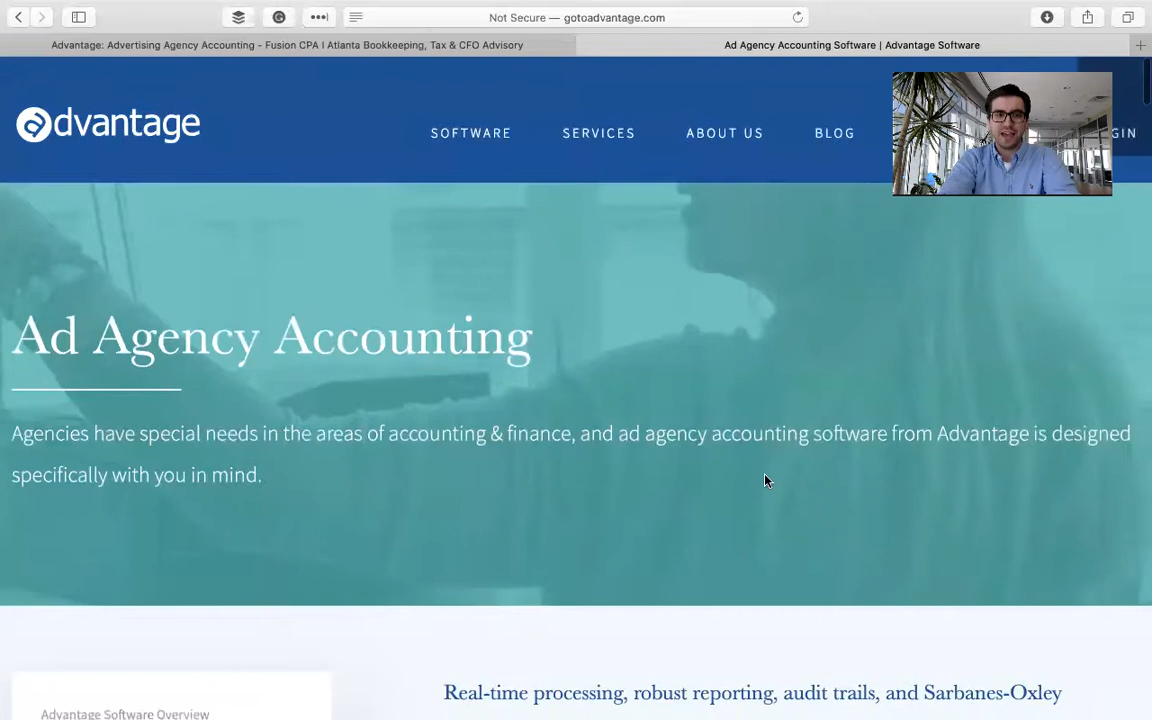 Not Secure — gotoadvantage.com
Advantage: Advertising Agency Accounting - Fusion CPA I Atlanta Bookkeeping, Tax & CFO Advisory
Ad Agency Accounting Software | Advantage Software
advantage
SOFTWARE SERVICES ABOUT US BLOG GIN
Ad Agency Accounting
Agencies have special needs in the areas of accounting & finance, and ad agency accounting software from Advantage is designed
specifically with you in mind.
Real-time processing, robust reporting, audit trails, and Sarbanes-Oxley
Advantage Software Overview